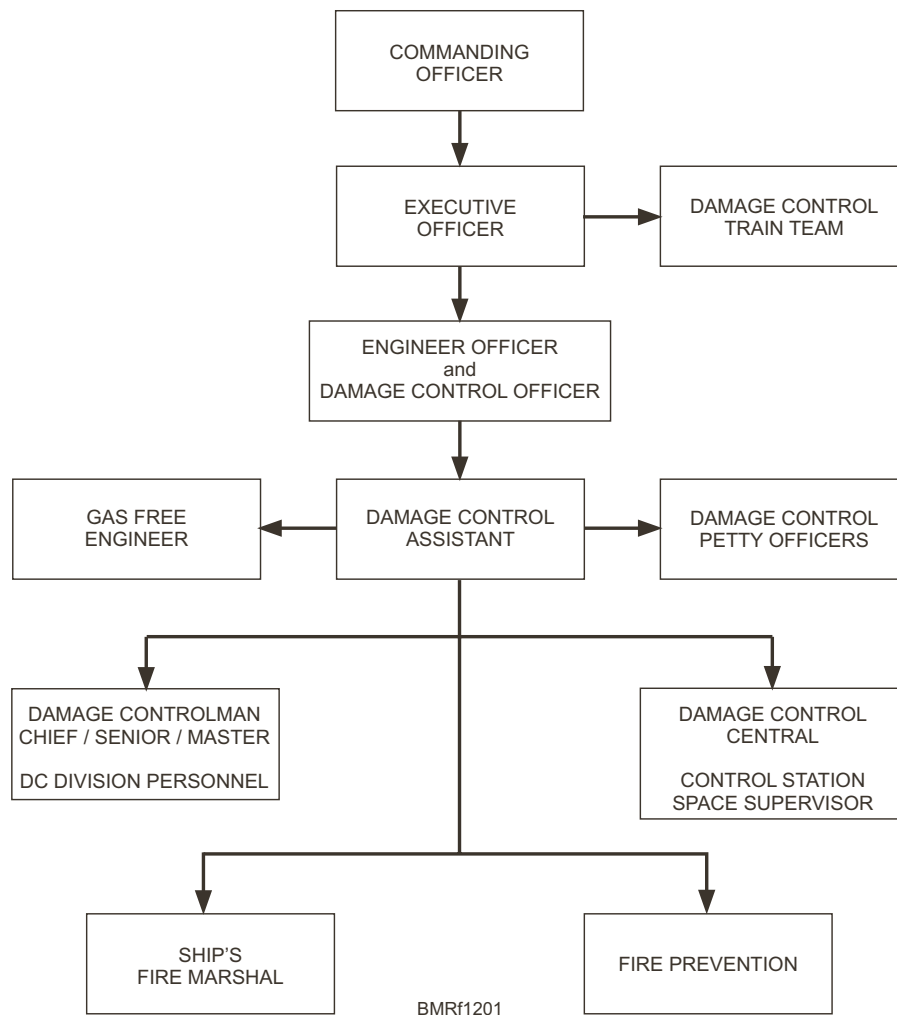 COMMANDING
OFFICER
EXECUTIVE
OFFICER
DAMAGE CONTROL
TRAIN TEAM
ENGINEER OFFICER
and
DAMAGE CONTROL OFFICER
GAS FREE
ENGINEER
DAMAGE CONTROL
ASSISTANT
DAMAGE CONTROL
PETTY OFFICERS
DAMAGE CONTROLMAN
CHIEF / SENIOR / MASTER
DC DIVISION PERSONNEL
DAMAGE CONTROL
CENTRAL
CONTROL STATION
SPACE SUPERVISOR
SHIP'S
FIRE MARSHAL
FIRE PREVENTION
BMRf1201